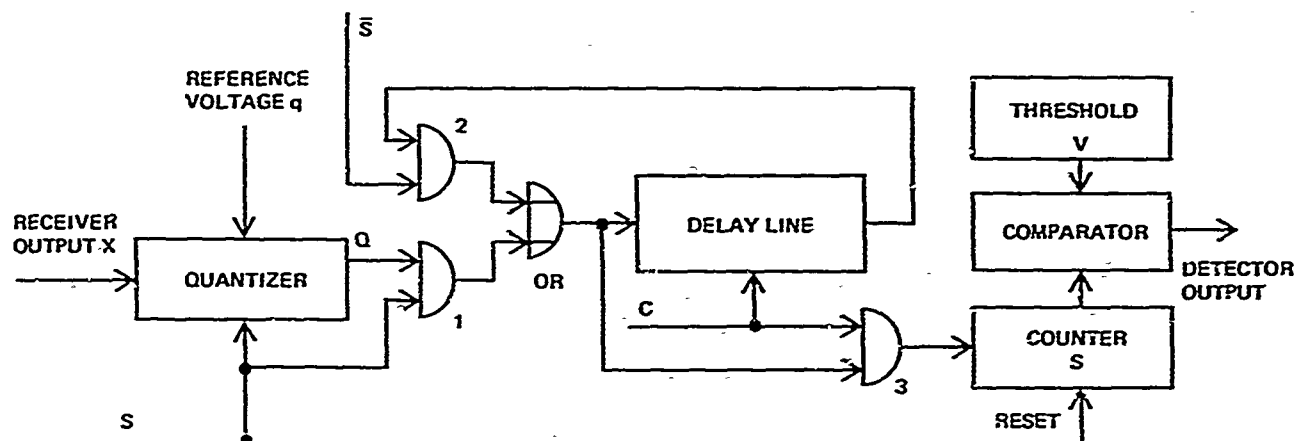 S̄
REFERENCE
VOLTAGE q
2
THRESHOLD
V
RECEIVER
OUTPUT X
Q
DELAY LINE
COMPARATOR
QUANTIZER
OR
DETECTOR
OUTPUT
1
C
COUNTER
S
3
S
RESET